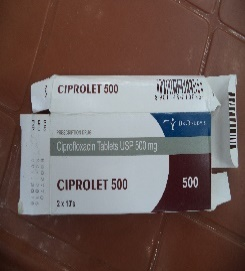 CIPROLET 500
PRESCRIPTION DRUG
Ciprofloxacin Tablets USP 500 mg
CIPROLET 500
500
2 x 10's